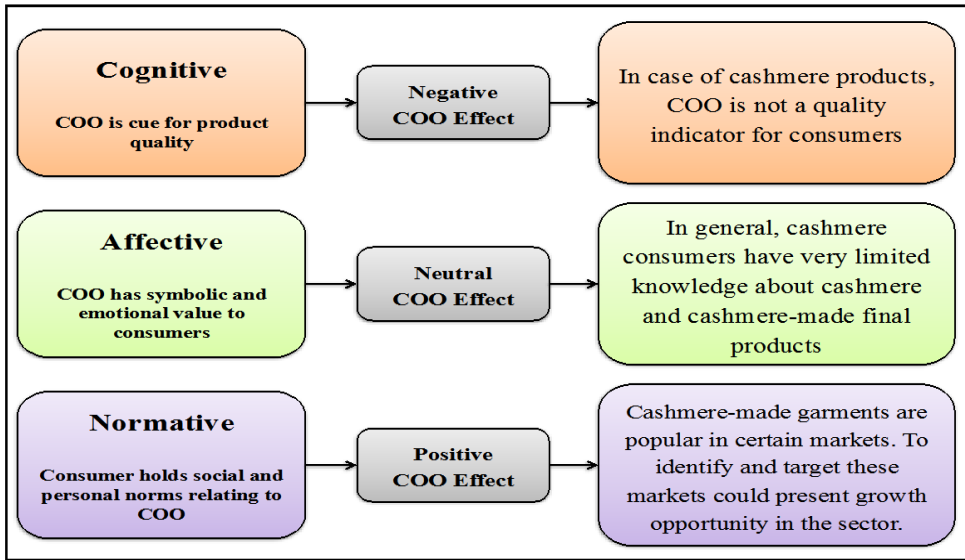 Cognitive
COO is cue for product
quality
Negative
COO Effect
In case of cashmere products,
COO is not a quality
indicator for consumers
Affective
COO has symbolic and
emotional value to
consumers
Neutral
COO Effect
In general, cashmere
consumers have very limited
knowledge about cashmere
and cashmere-made final
products
Normative
Consumer holds social and
personal norms relating to
COO
Positive
COO Effect
Cashmere-made garments are
popular in certain markets. To
identify and target these
markets could present growth
opportunity in the sector.